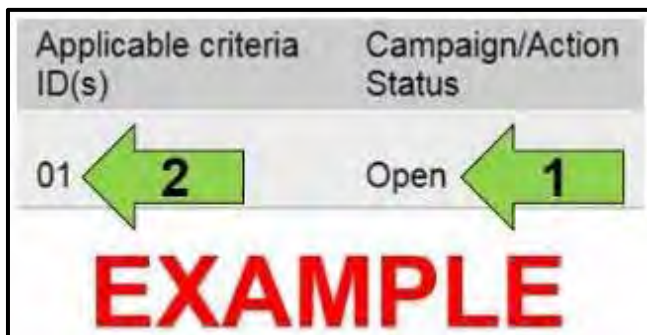 Applicable criteria Campaign/Action
ID(s) Status
01 2 Open 1
EXAMPLE